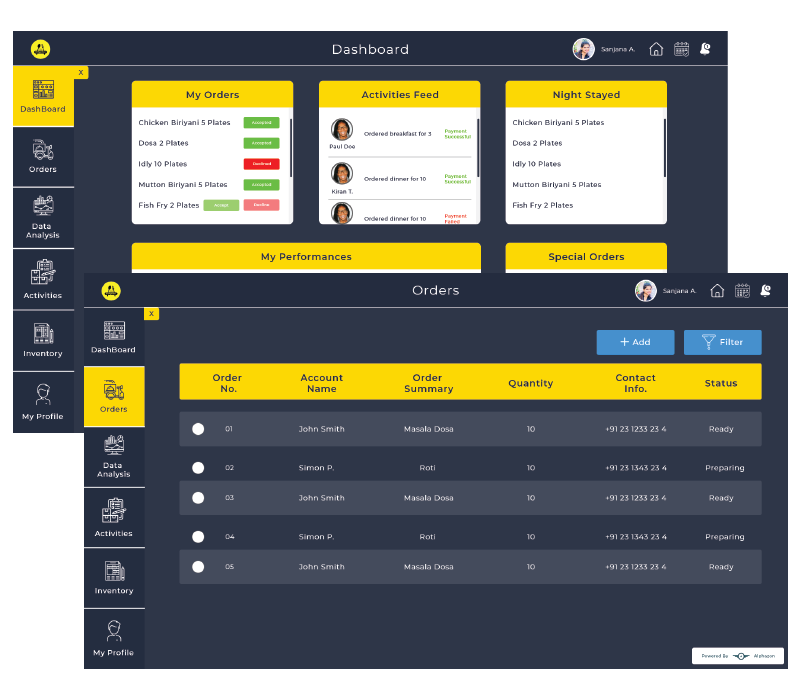 Dashboard
Sanjana A.
X
DashBoard
Orders
Data
Analysis
Activities
Inventory
My Profile
My Orders
Chicken Biriyani 5 Plates
Accepted
Dosa 2 Plates
Accepted
Idly 10 Plates
Declined
Mutton Biriyani 5 Plates
Accepted
Fish Fry 2 Plates
Accept
Decline
Activities Feed
Paul Doe
Ordered breakfast for 3
Payment
Successful
Kiran T.
Ordered dinner for 10
Payment
Successful
Ordered dinner for 10
Payment
Failed
Night Stayed
Chicken Biriyani 5 Plates
Dosa 2 Plates
Idly 10 Plates
Mutton Biriyani 5 Plates
Fish Fry 2 Plates
My Performances
Special Orders
Orders
Sanjana A.
X
DashBoard
Orders
Data
Analysis
Activities
Inventory
My Profile
+ Add
Filter
Order No. Account Name Order Summary Quantity Contact Info. Status
01 John Smith Masala Dosa 10 +91 23 1233 23 4 Ready
02 Simon P. Roti 10 +91 23 1343 23 4 Preparing
03 John Smith Masala Dosa 10 +91 23 1233 23 4 Ready
04 Simon P. Roti 10 +91 23 1343 23 4 Preparing
05 John Smith Masala Dosa 10 +91 23 1233 23 4 Ready
Powered By Alphagon